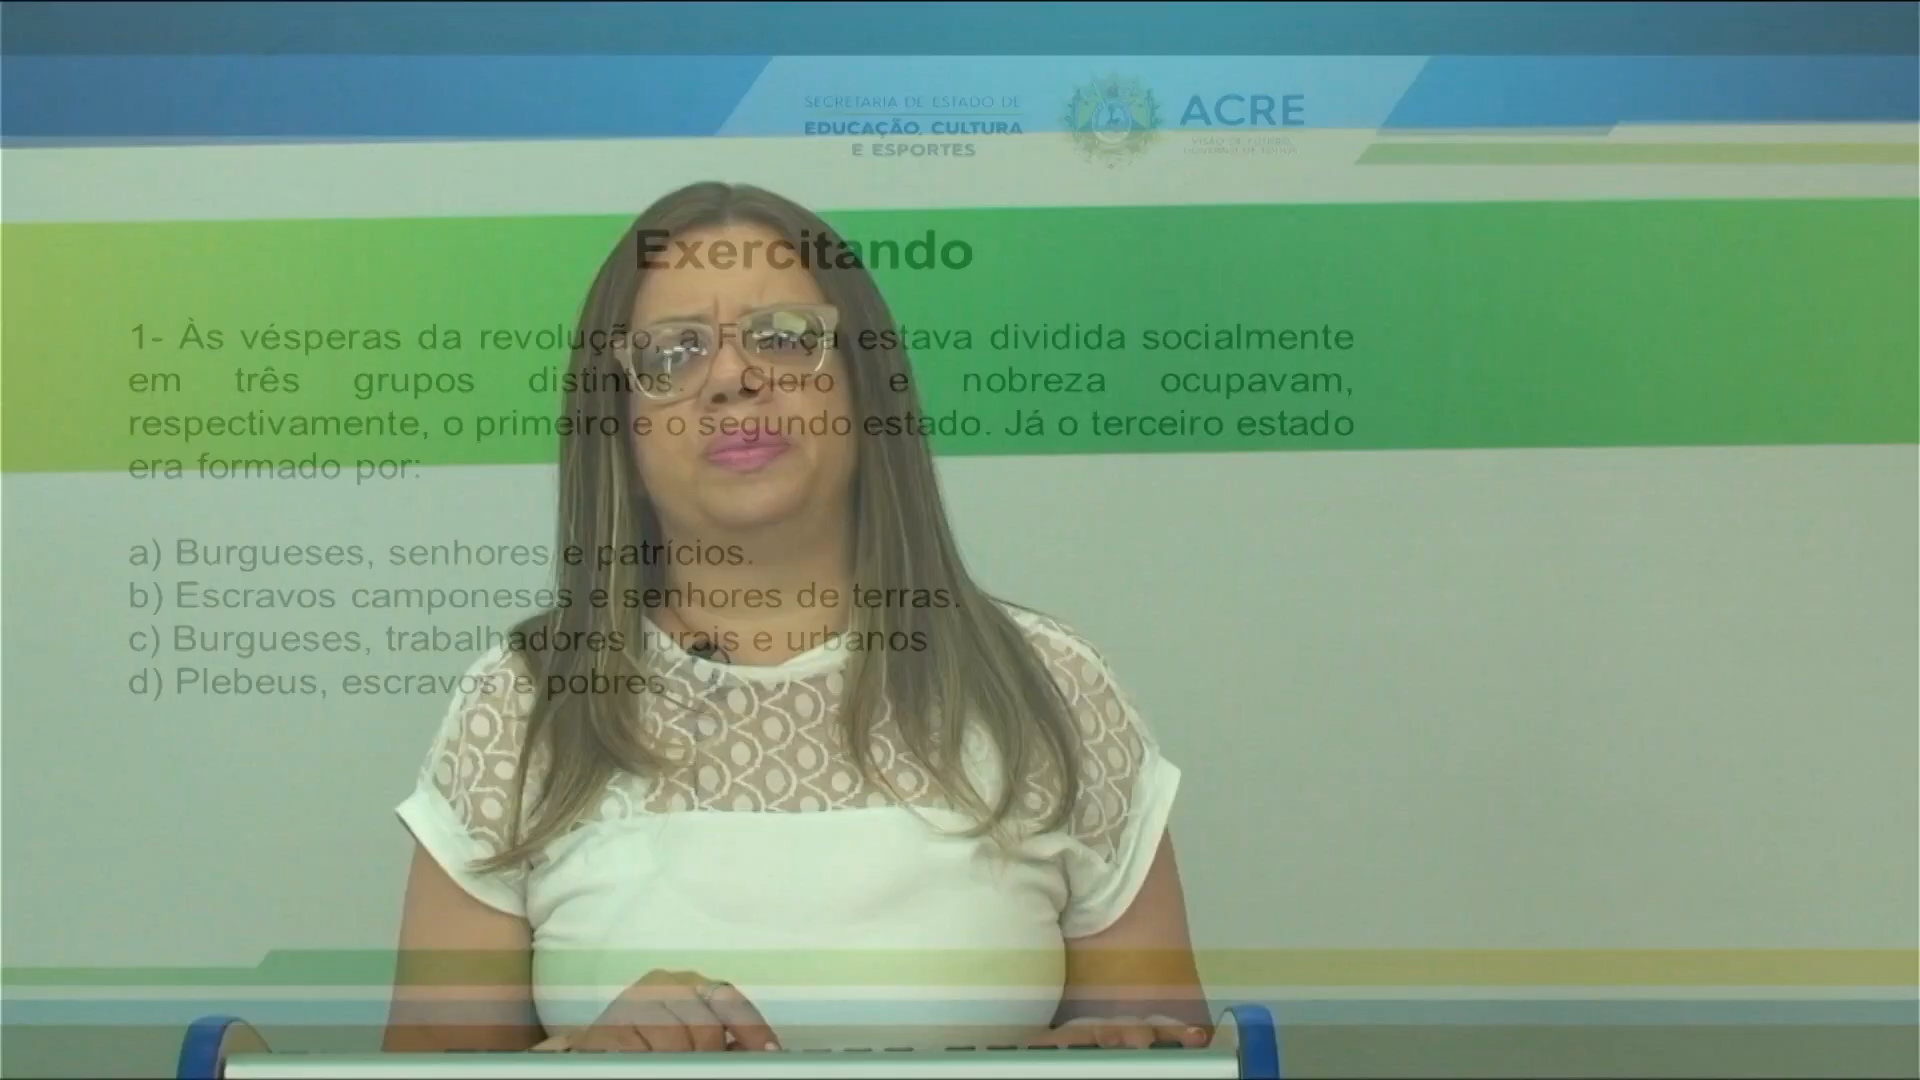 SECRETARIA DE ESTADO DE
EDUCAÇÃO, CULTURA
E ESPORTES
ACRE
Exercitando
1- Às vésperas da revolução, a França estava dividida socialmente
em três grupos distintos. Clero e nobreza ocupavam,
respectivamente, o primeiro e o segundo estado. Já o terceiro estado
era formado por:
a) Burgueses, senhores e patrícios.
b) Escravos camponeses e senhores de terras.
c) Burgueses, trabalhadores rurais e urbanos
d) Plebeus, escravos e pobres.